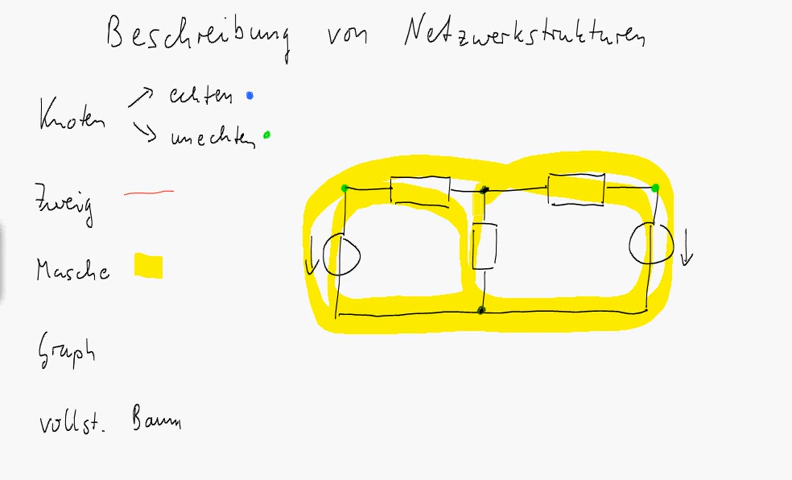 Beschreibung von Netzwerkstrukturen
Knoten
echten
unechten
Zweig
Masche
Graph
vollst. Baum